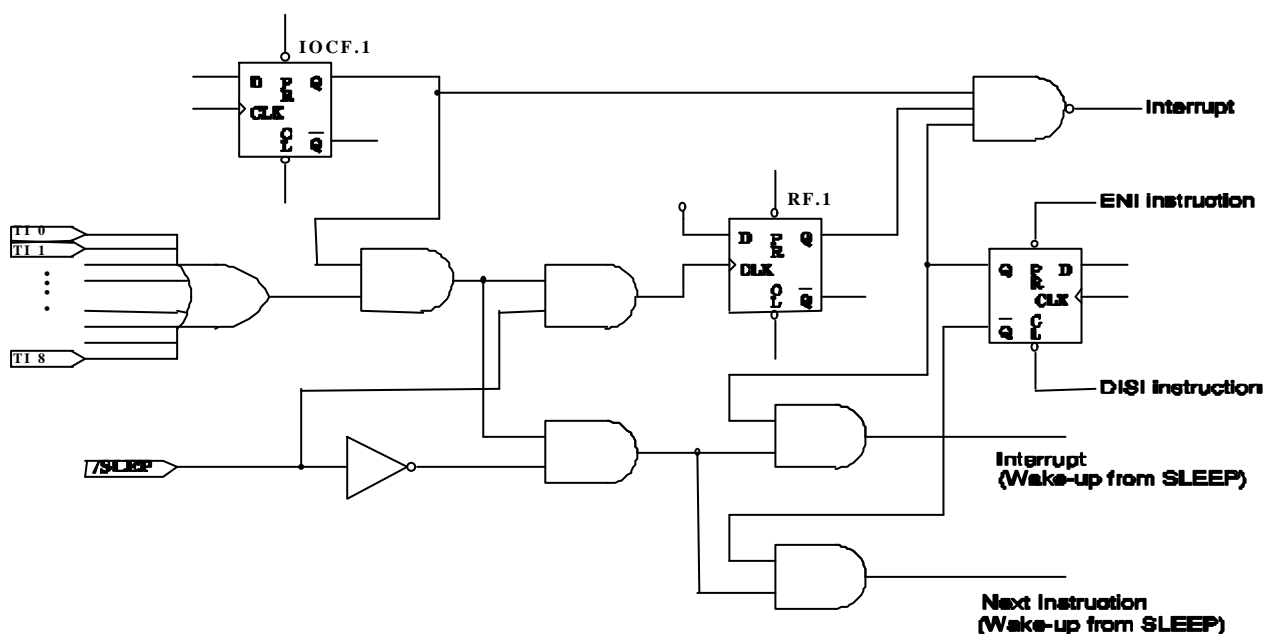 IOCF.1
D PR Q
CLK
CL Q
Interrupt
RF.1
D PR Q
CLK
CL Q
ENI instruction
Q PR D
CLK
Q CL
DISI instruction
TI 0
TI 1
TI 8
/SLEEP
Interrupt
(Wake-up from SLEEP)
Next Instruction
(Wake-up from SLEEP)